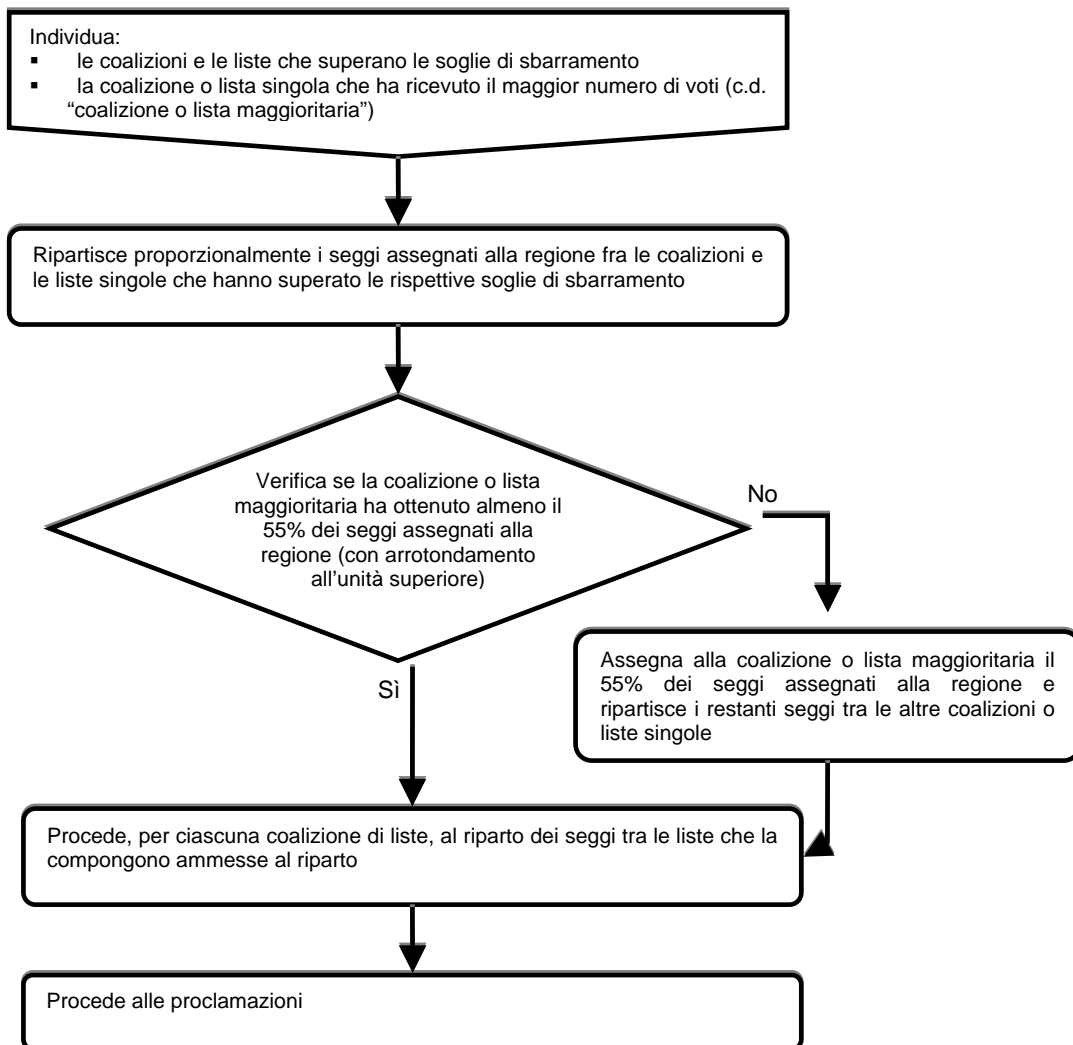 Individua:
▪ le coalizioni e le liste che superano le soglie di sbarramento
▪ la coalizione o lista singola che ha ricevuto il maggior numero di voti (c.d.
“coalizione o lista maggioritaria”)
Ripartisce proporzionalmente i seggi assegnati alla regione fra le coalizioni e
le liste singole che hanno superato le rispettive soglie di sbarramento
Verifica se la coalizione o lista
maggioritaria ha ottenuto almeno il
55% dei seggi assegnati alla
regione (con arrotondamento
all’unità superiore)
No
Assegna alla coalizione o lista maggioritaria il
55% dei seggi assegnati alla regione e
ripartisce i restanti seggi tra le altre coalizioni o
liste singole
Sì
Procede, per ciascuna coalizione di liste, al riparto dei seggi tra le liste che la
compongono ammesse al riparto
Procede alle proclamazioni